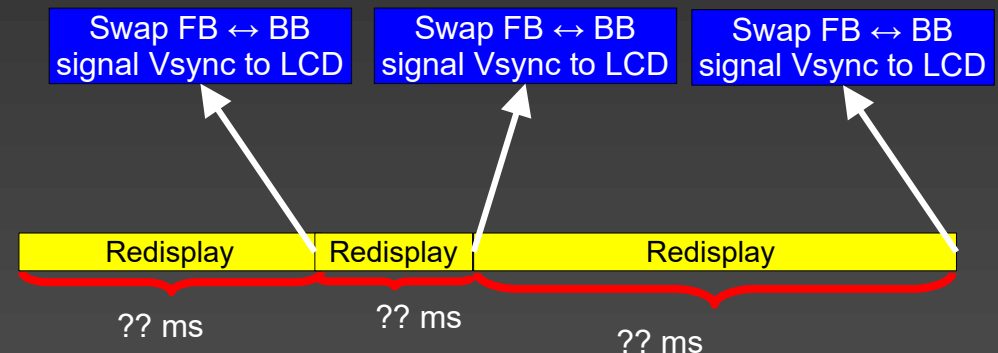 Swap FB ↔ BB
signal Vsync to LCD
Swap FB ↔ BB
signal Vsync to LCD
Swap FB ↔ BB
signal Vsync to LCD
Redisplay
Redisplay
Redisplay
?? ms
?? ms
?? ms